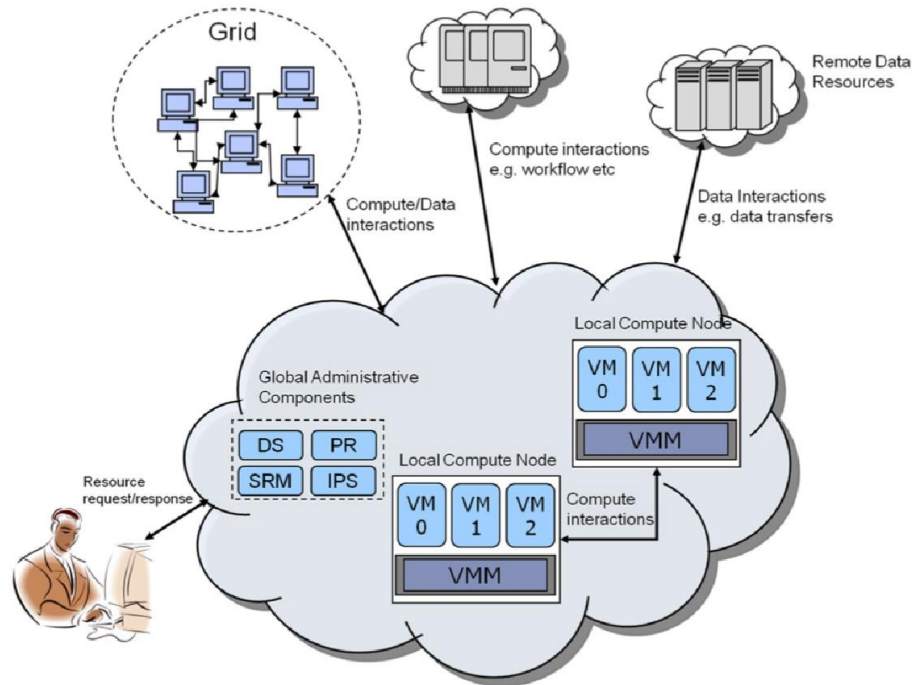 Grid
Remote Data
Resources
Compute interactions
e.g. workflow etc
Compute/Data
interactions
Data Interactions
e.g. data transfers
Local Compute Node
VM
0
VM
1
VM
2
VMM
Global Administrative
Components
DS
PR
SRM
IPS
Local Compute Node
VM
0
VM
1
VM
2
VMM
Compute
interactions
Resource
request/response